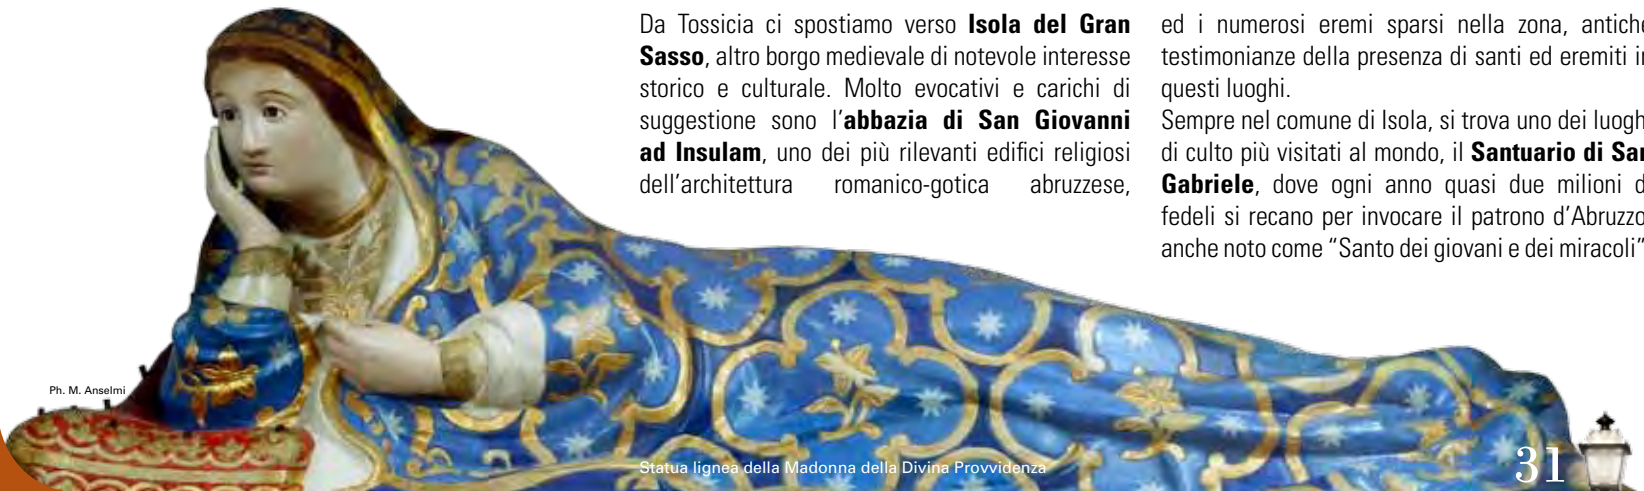 Da Tossicia ci spostiamo verso Isola del Gran
Sasso, altro borgo medievale di notevole interesse
storico e culturale. Molto evocativi e carichi di
suggestione sono l’abbazia di San Giovanni
ad Insulam, uno dei più rilevanti edifici religiosi
dell’architettura romanico-gotica abruzzese,
ed i numerosi eremi sparsi nella zona, antiche
testimonianze della presenza di santi ed eremiti in
questi luoghi.
Sempre nel comune di Isola, si trova uno dei luogh
di culto più visitati al mondo, il Santuario di San
Gabriele, dove ogni anno quasi due milioni d
fedeli si recano per invocare il patrono d’Abruzzo
anche noto come “Santo dei giovani e dei miracoli”
Ph. M. Anselmi
Statua lignea della Madonna della Divina Provvidenza
31